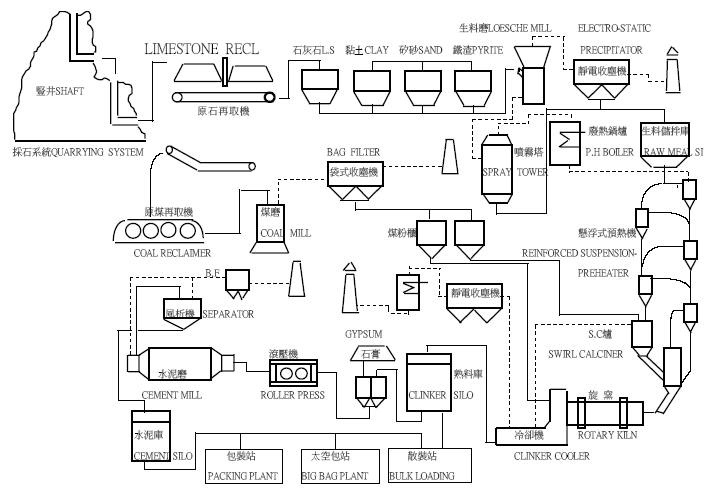 石灰石L.S
黏土CLAY
矽砂SAND
鐵渣PYRITE
生料磨LOESCHE MILL
ELECTRO-STATIC
PRECIPITATOR
靜電收塵機
LIMESTONE RECL
原石再取機
豎井SHAFT
採石系統QUARRYING SYSTEM
BAG FILTER
袋式收塵機
噴霧塔
SPRAY TOWER
廢熱鍋爐
P.H BOILER
生料儲拌庫
RAW MEAL SI
原煤再取機
COAL RECLAIMER
煤磨
COAL MILL
煤粉櫃
懸浮式預熱機
REINFORCED SUSPENSION-
PREHEATER
B.F
風析機
SEPARATOR
靜電收塵機
GYPSUM
石膏
S.C爐
SWIRL CALCINER
水泥磨
CEMENT MILL
滾壓機
ROLLER PRESS
熟料庫
CLINKER SILO
旋窯
ROTARY KILN
冷卻機
CLINKER COOLER
水泥庫
CEMENT SILO
包裝站
PACKING PLANT
太空包站
BIG BAG PLANT
散裝站
BULK LOADING